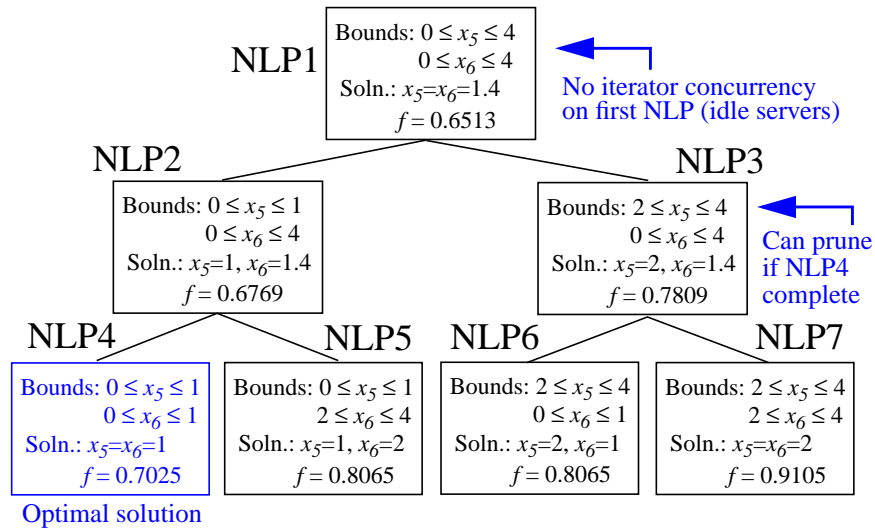 NLP1
Bounds: 0 ≤ x5 ≤ 4
0 ≤ x6 ≤ 4
Soln.: x5=x6=1.4
f = 0.6513
No iterator concurrency
on first NLP (idle servers)
NLP2
Bounds: 0 ≤ x5 ≤ 1
0 ≤ x6 ≤ 4
Soln.: x5=1, x6=1.4
f = 0.6769
NLP3
Bounds: 2 ≤ x5 ≤ 4
0 ≤ x6 ≤ 4
Soln.: x5=2, x6=1.4
f = 0.7809
Can prune
if NLP4
complete
NLP4
Bounds: 0 ≤ x5 ≤ 1
0 ≤ x6 ≤ 1
Soln.: x5=x6=1
f = 0.7025
Optimal solution
NLP5
Bounds: 0 ≤ x5 ≤ 1
2 ≤ x6 ≤ 4
Soln.: x5=1, x6=2
f = 0.8065
NLP6
Bounds: 2 ≤ x5 ≤ 4
0 ≤ x6 ≤ 1
Soln.: x5=2, x6=1
f = 0.8065
NLP7
Bounds: 2 ≤ x5 ≤ 4
2 ≤ x6 ≤ 4
Soln.: x5=x6=2
f = 0.9105